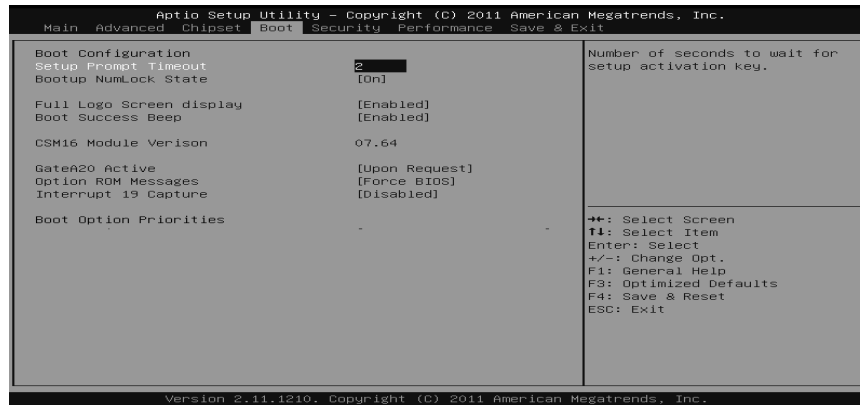 Aptio Setup Utility – Copyright (C) 2011 American Megatrends, Inc.
Main Advanced Chipset Boot Security Performance Save & Exit
Boot Configuration
Setup Prompt Timeout 2
Bootup NumLock State [On]
Full Logo Screen display [Enabled]
Boot Success Beep [Enabled]
CSM16 Module Verison 07.64
GateA20 Active [Upon Request]
Option ROM Messages [Force BIOS]
Interrupt 19 Capture [Disabled]
Boot Option Priorities
Number of seconds to wait for
setup activation key.
→←: Select Screen
↑↓: Select Item
Enter: Select
+/-: Change Opt.
F1: General Help
F3: Optimized Defaults
F4: Save & Reset
ESC: Exit
Version 2.11.1210. Copyright (C) 2011 American Megatrends, Inc.